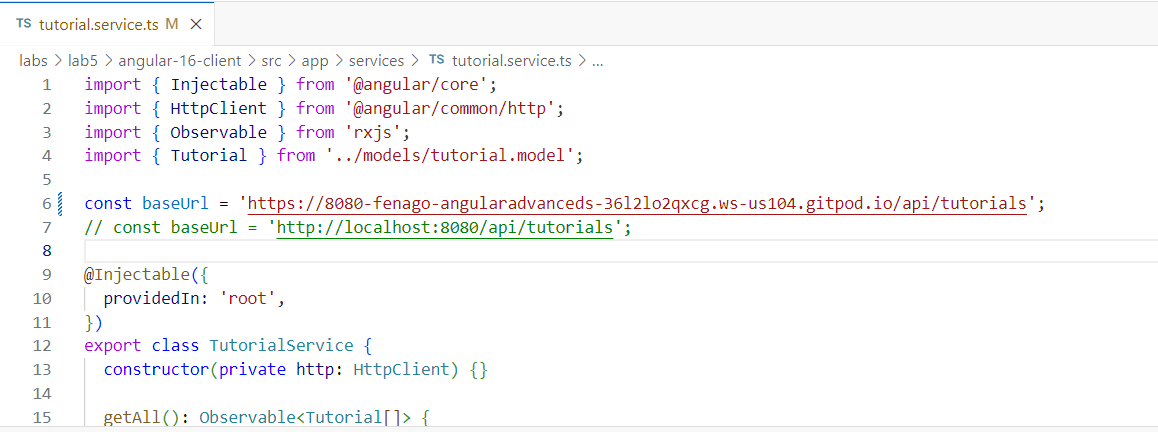 TS tutorial.service.ts M ×
labs > lab5 > angular-16-client > src > app > services > TS tutorial.service.ts > ...
1 import { Injectable } from '@angular/core';
2 import { HttpClient } from '@angular/common/http';
3 import { Observable } from 'rxjs';
4 import { Tutorial } from '../models/tutorial.model';
5
6 const baseUrl = 'https://8080-fenago-angularadvanceds-36l2lo2qxcg.ws-us104.gitpod.io/api/tutorials';
7 // const baseUrl = 'http://localhost:8080/api/tutorials';
8
9 @Injectable({
10   providedIn: 'root',
11 })
12 export class TutorialService {
13   constructor(private http: HttpClient) {}
14
15   getAll(): Observable<Tutorial[]> {